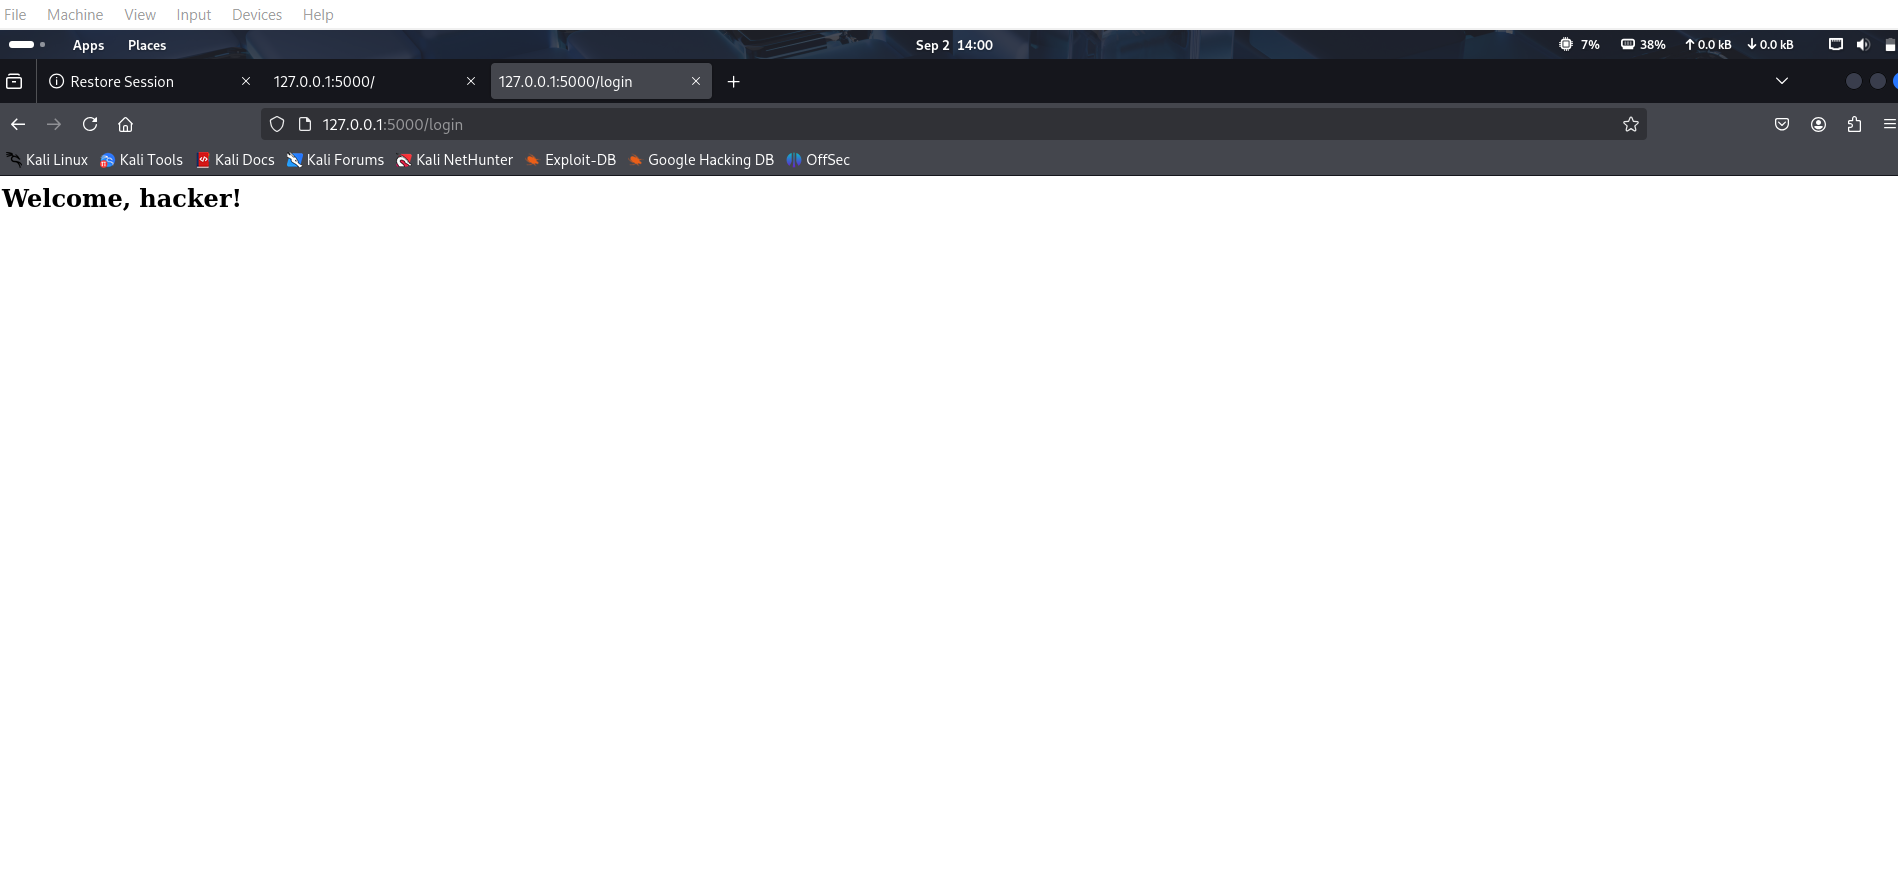 File Machine View Input Devices Help
Apps Places Sep 2 14:00 7% 38% 0.0 kB 0.0 kB
Restore Session 127.0.0.1:5000/ 127.0.0.1:5000/login
127.0.0.1:5000/login
Kali Linux Kali Tools Kali Docs Kali Forums Kali NetHunter Exploit-DB Google Hacking DB OffSec
Welcome, hacker!